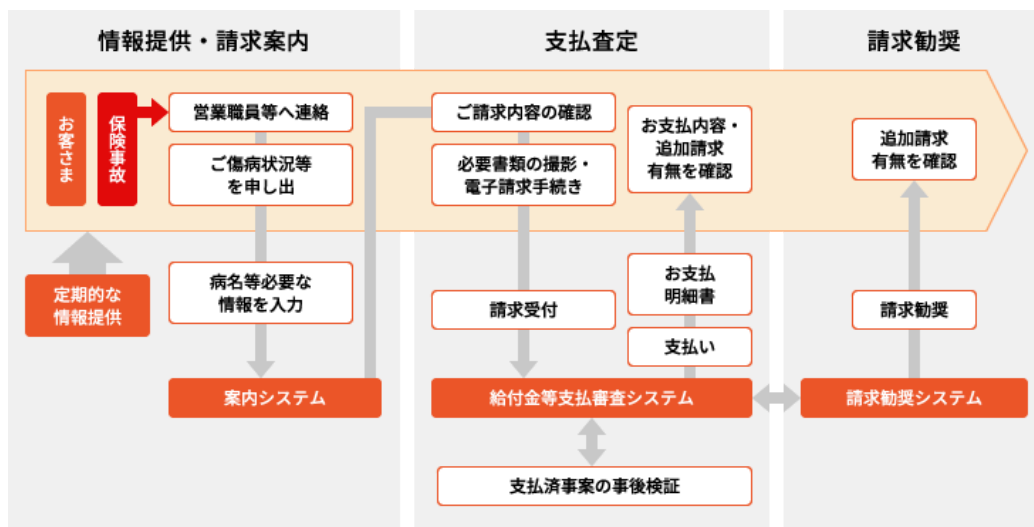 情報提供・請求案内
お客さま
保険事故
営業職員等へ連絡
ご傷病状況等
を申し出
定期的な
情報提供
病名等必要な
情報を入力
案内システム
支払査定
ご請求内容の確認
必要書類の撮影・
電子請求手続き
お支払内容・
追加請求
有無を確認
請求受付
お支払
明細書
支払い
給付金等支払審査システム
支払済事案の事後検証
請求勧奨
追加請求
有無を確認
請求勧奨
請求勧奨システム